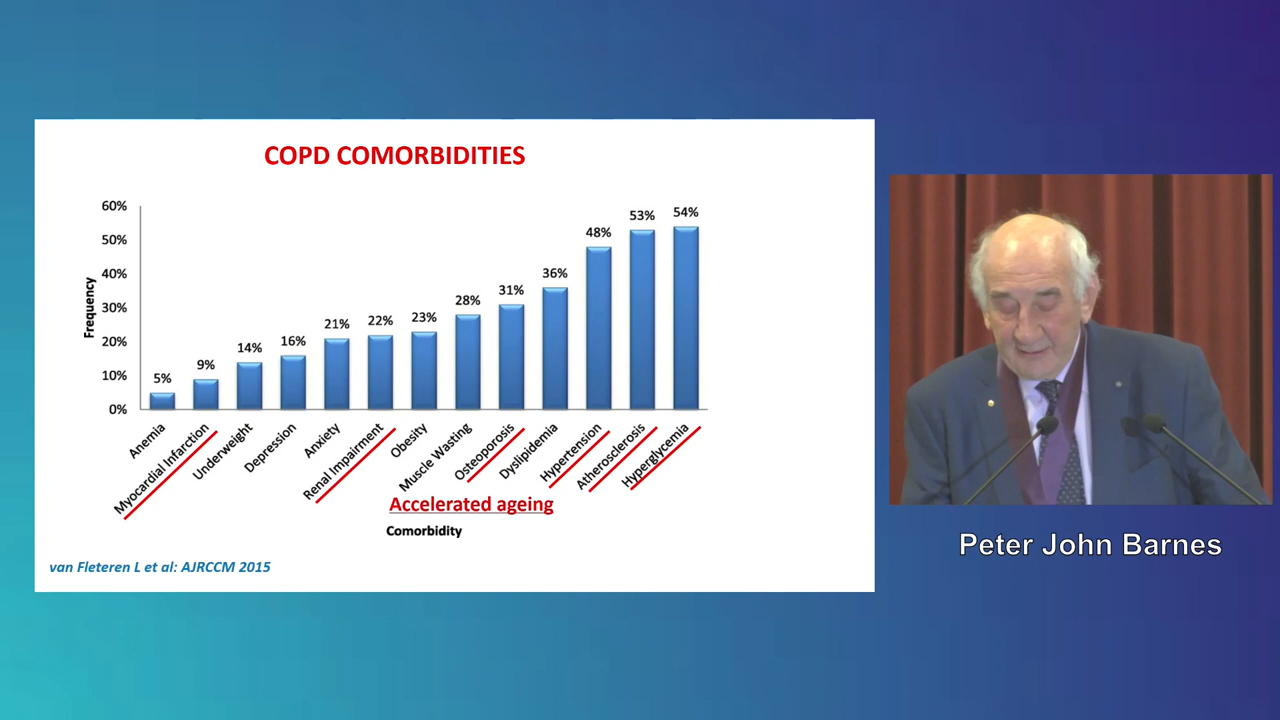 COPD COMORBIDITIES
60%
50%
40%
30%
20%
10%
0%
Frequency
5%
9%
14%
16%
21%
22%
23%
28%
31%
36%
48%
53%
54%
Anemia
Myocardial Infarction
Underweight
Depression
Anxiety
Renal Impairment
Obesity
Muscle Wasting
Osteoporosis
Dyslipidemia
Hypertension
Atherosclerosis
Hyperglycemia
Accelerated ageing
Comorbidity
van Fleteren L et al: AJRCCM 2015
Peter John Barnes